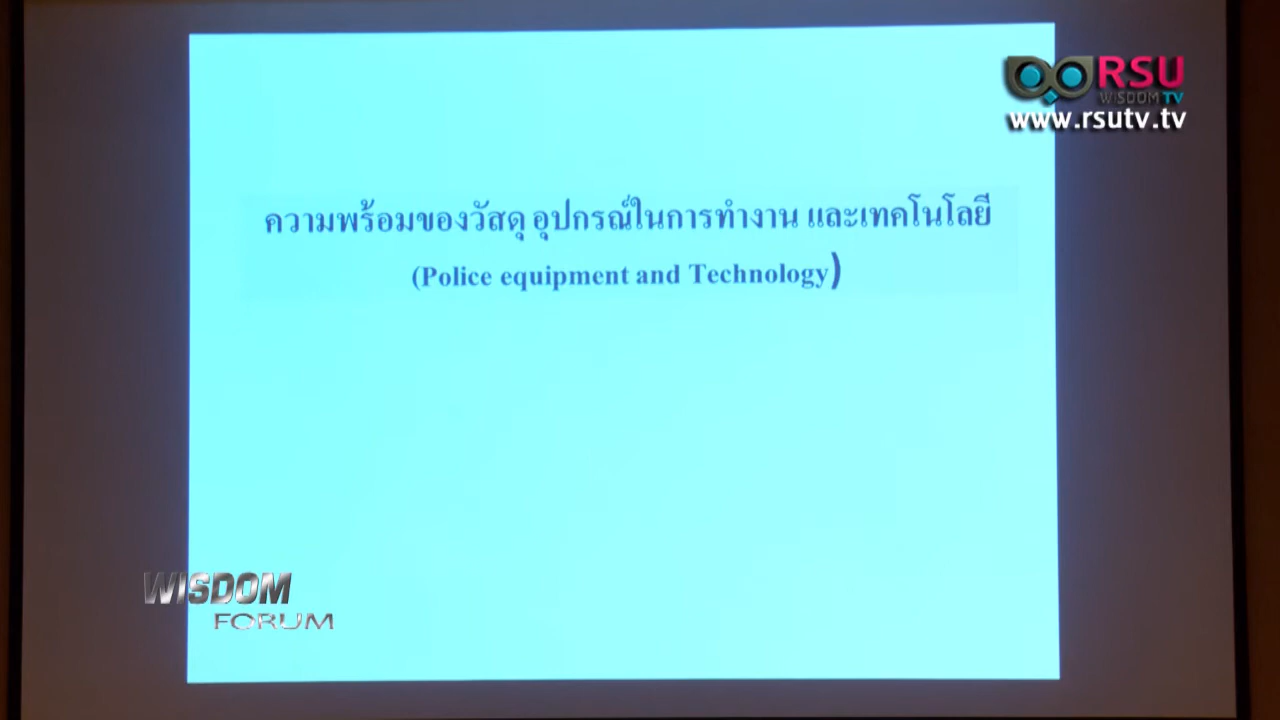 RSU
WISDOM TV
www.rsutv.tv
ความพร้อมของวัสดุ อุปกรณ์ในการทำงาน และเทคโนโลยี
(Police equipment and Technology)
WISDOM
FORUM